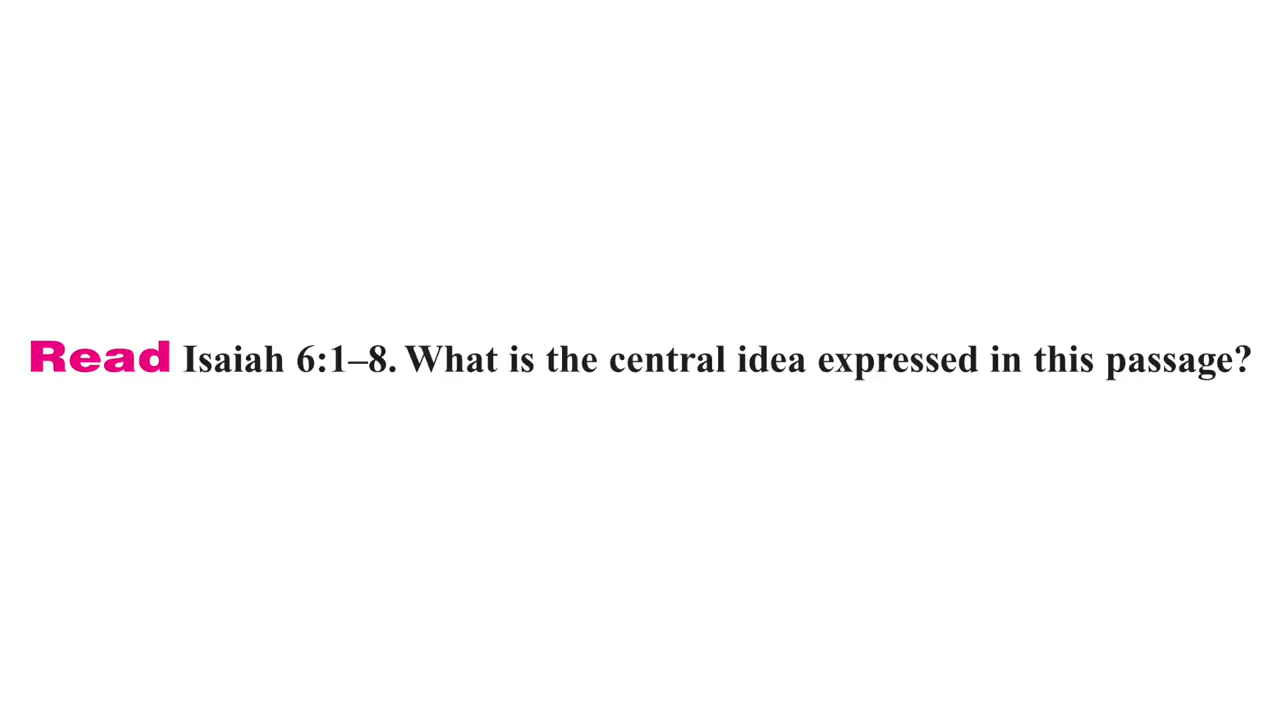 Read Isaiah 6:1–8. What is the central idea expressed in this passage?